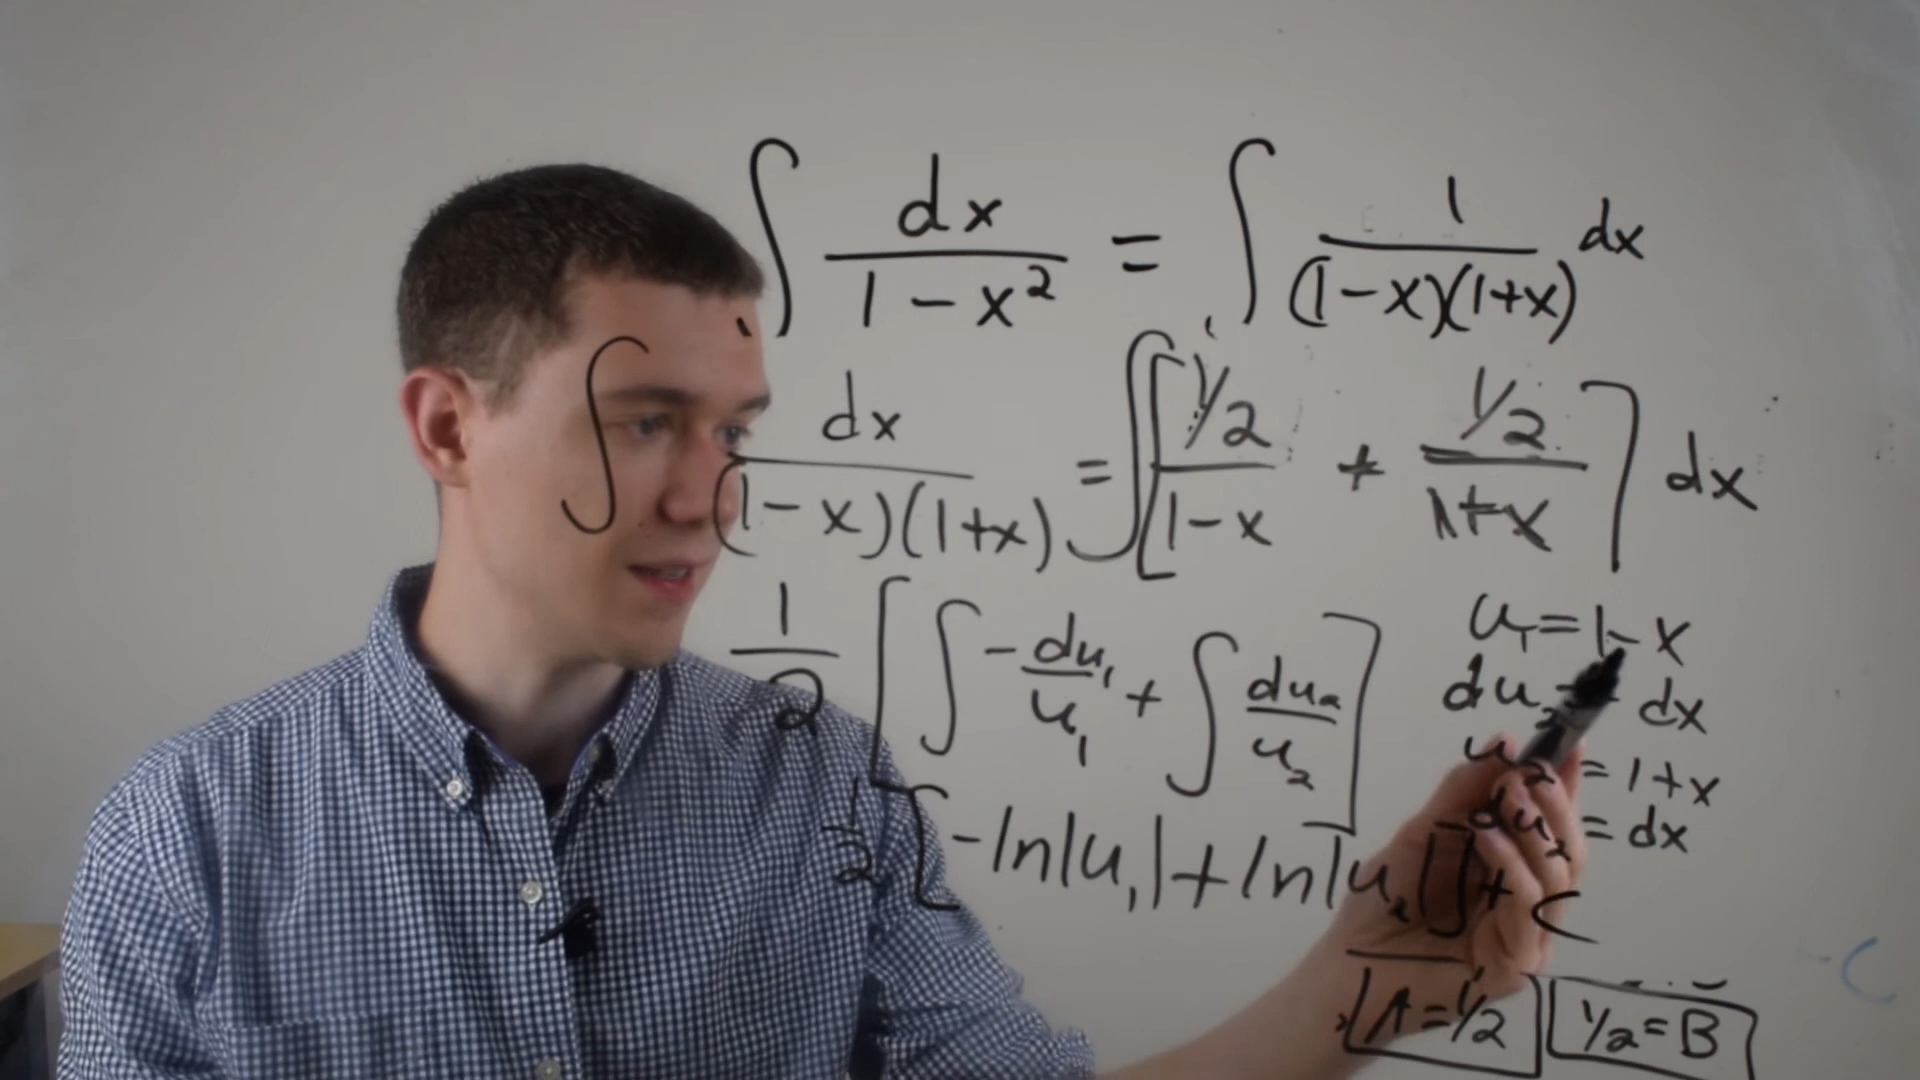 ∫ dx / (1 - x²) = ∫ 1 / ((1-x)(1+x)) dx
∫ dx / ((1-x)(1+x)) = ∫ [ (1/2) / (1-x) + (1/2) / (1+x) ] dx
1/2 [ ∫ -du₁ / u₁ + ∫ du₂ / u₂ ]
u₁ = 1-x
du₂ = - dx
u₂ = 1+x
du₂ = dx
1/2 [ -ln|u₁| + ln|u₂| ] + C
A = 1/2
1/2 = B